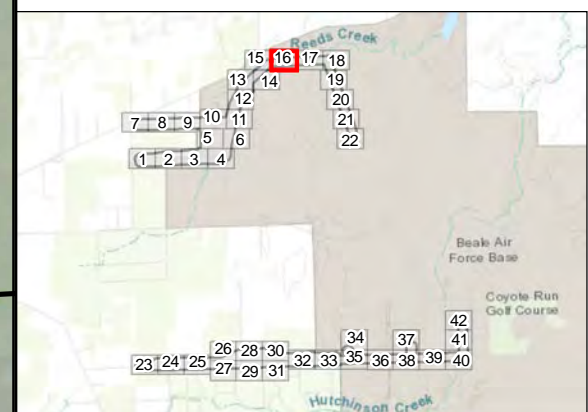 Reeds Creek
15 16 17 18
13 14 19
12 20
7 8 9 10 11 21
5 6 22
1 2 3 4
Beale Air
Force Base
Coyote Run
Golf Course
42
34 37 41
26 28 30 35
23 24 25 32 33 36 38 39 40
27 29 31
Hutchinson Creek